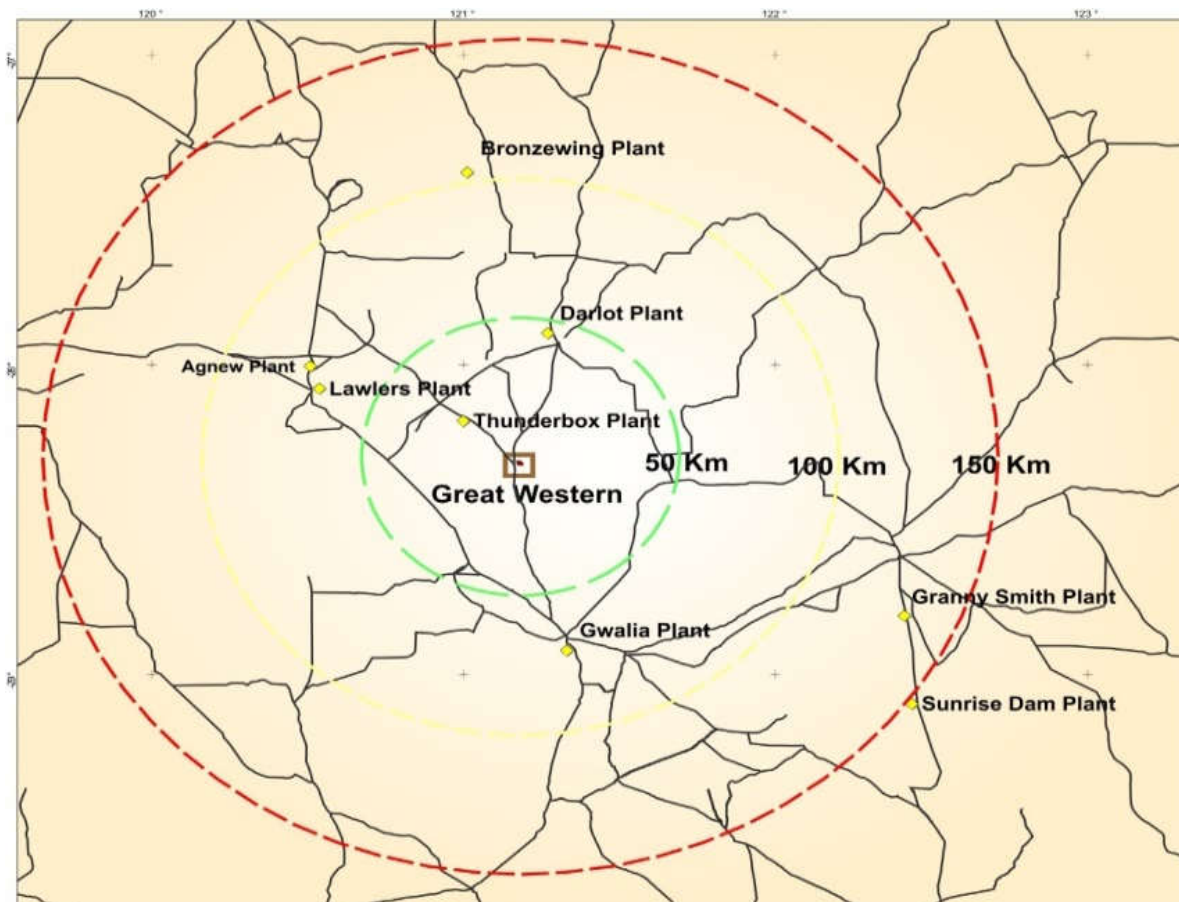 120 °
121 °
122 °
123 °
Bronzewing Plant
Darlot Plant
Agnew Plant
Lawlers Plant
Thunderbox Plant
50 Km
100 Km
150 Km
Great Western
Granny Smith Plant
Gwalia Plant
Sunrise Dam Plant